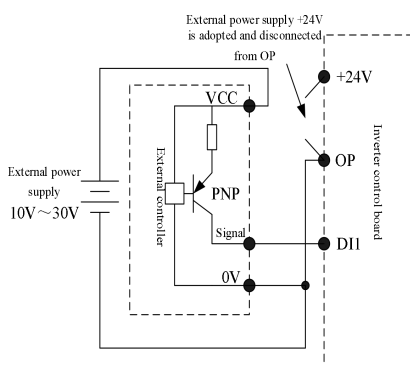 External power supply +24V
is adopted and disconnected
from OP
+24V
VCC
OP
Inverter control board
External controller
PNP
External power
supply
10V～30V
Signal
DI1
0V